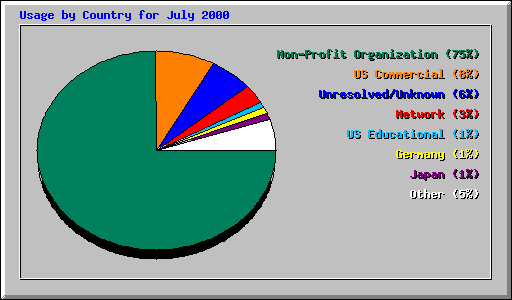 Usage by Country for July 2000
Non-Profit Organization (75%)
US Commercial (8%)
Unresolved/Unknown (6%)
Network (3%)
US Educational (1%)
Germany (1%)
Japan (1%)
Other (5%)